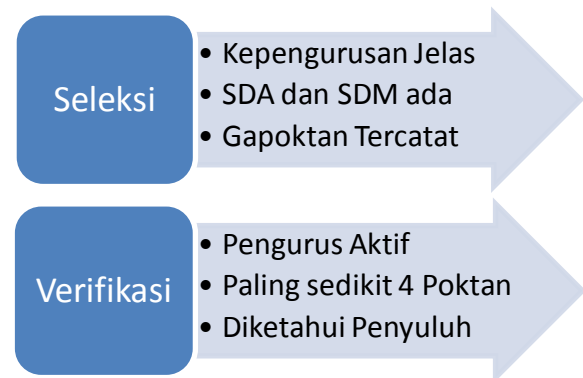 Seleksi
• Kepengurusan Jelas
• SDA dan SDM ada
• Gapoktan Tercatat
Verifikasi
• Pengurus Aktif
• Paling sedikit 4 Poktan
• Diketahui Penyuluh